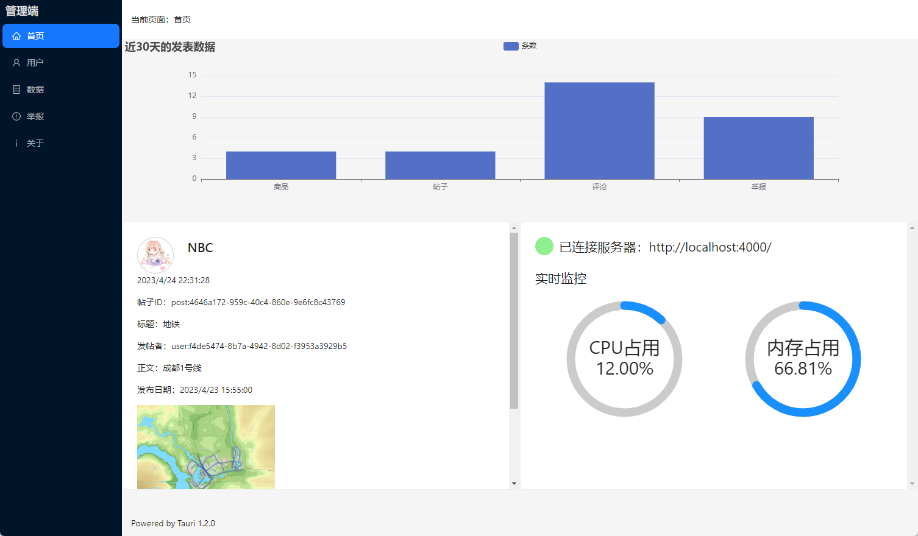 管理端
首页
用户
数据
举报
关于
当前页面：首页
近30天的发表数据
条数
15
12
9
6
3
0
商品
帖子
评论
举报
NBC
2023/4/24 22:31:28
帖子ID：post:4646a172-959c-40c4-860e-9e6fc8c43769
标题：地铁
发帖者：user:f4de5474-8b7a-4942-8d02-f3953a3929b5
正文：成都1号线
发布日期：2023/4/23 15:55:00
已连接服务器：http://localhost:4000/
实时监控
CPU占用
12.00%
内存占用
66.81%
Powered by Tauri 1.2.0